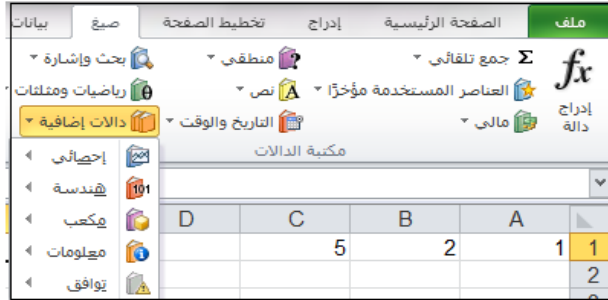 ملف الصفحة الرئيسية إدراج تخطيط الصفحة صيغ بيانات
fx إدراج دالة
Σ جمع تلقائي
العناصر المستخدمة مؤخرًا
مالي
منطقي
A نص
التاريخ والوقت
بحث وإشارة
θ رياضيات ومثلثات
دالات إضافية
مكتبة الدالات
إحصائي
101 هندسة
مكعب
معلومات
توافق
A B C D
1 1 2 5
2